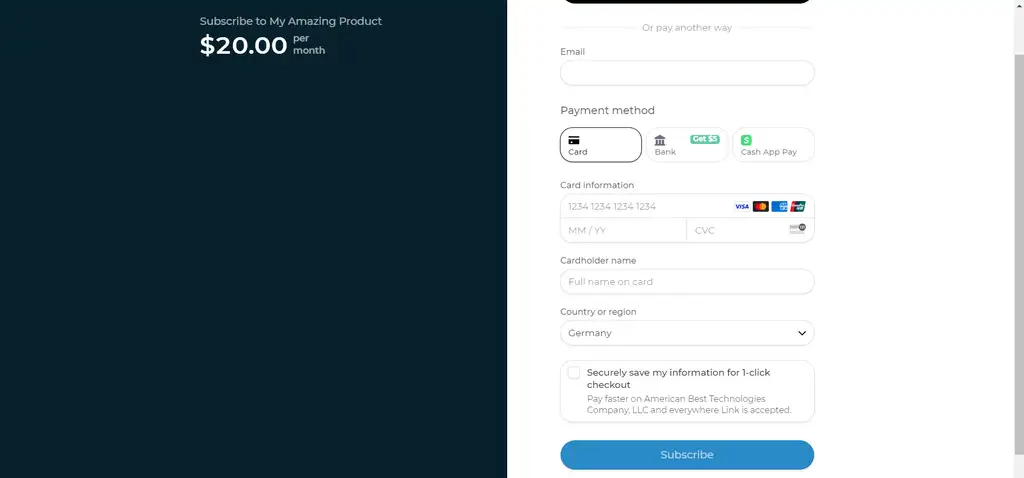 Subscribe to My Amazing Product
$20.00 per month
Or pay another way
Email
Payment method
Card
Bank
Get $5
Cash App Pay
Card information
1234 1234 1234 1234
VISA
MM / YY
CVC
Cardholder name
Full name on card
Country or region
Germany
Securely save my information for 1-click
checkout
Pay faster on American Best Technologies
Company, LLC and everywhere Link is accepted.
Subscribe